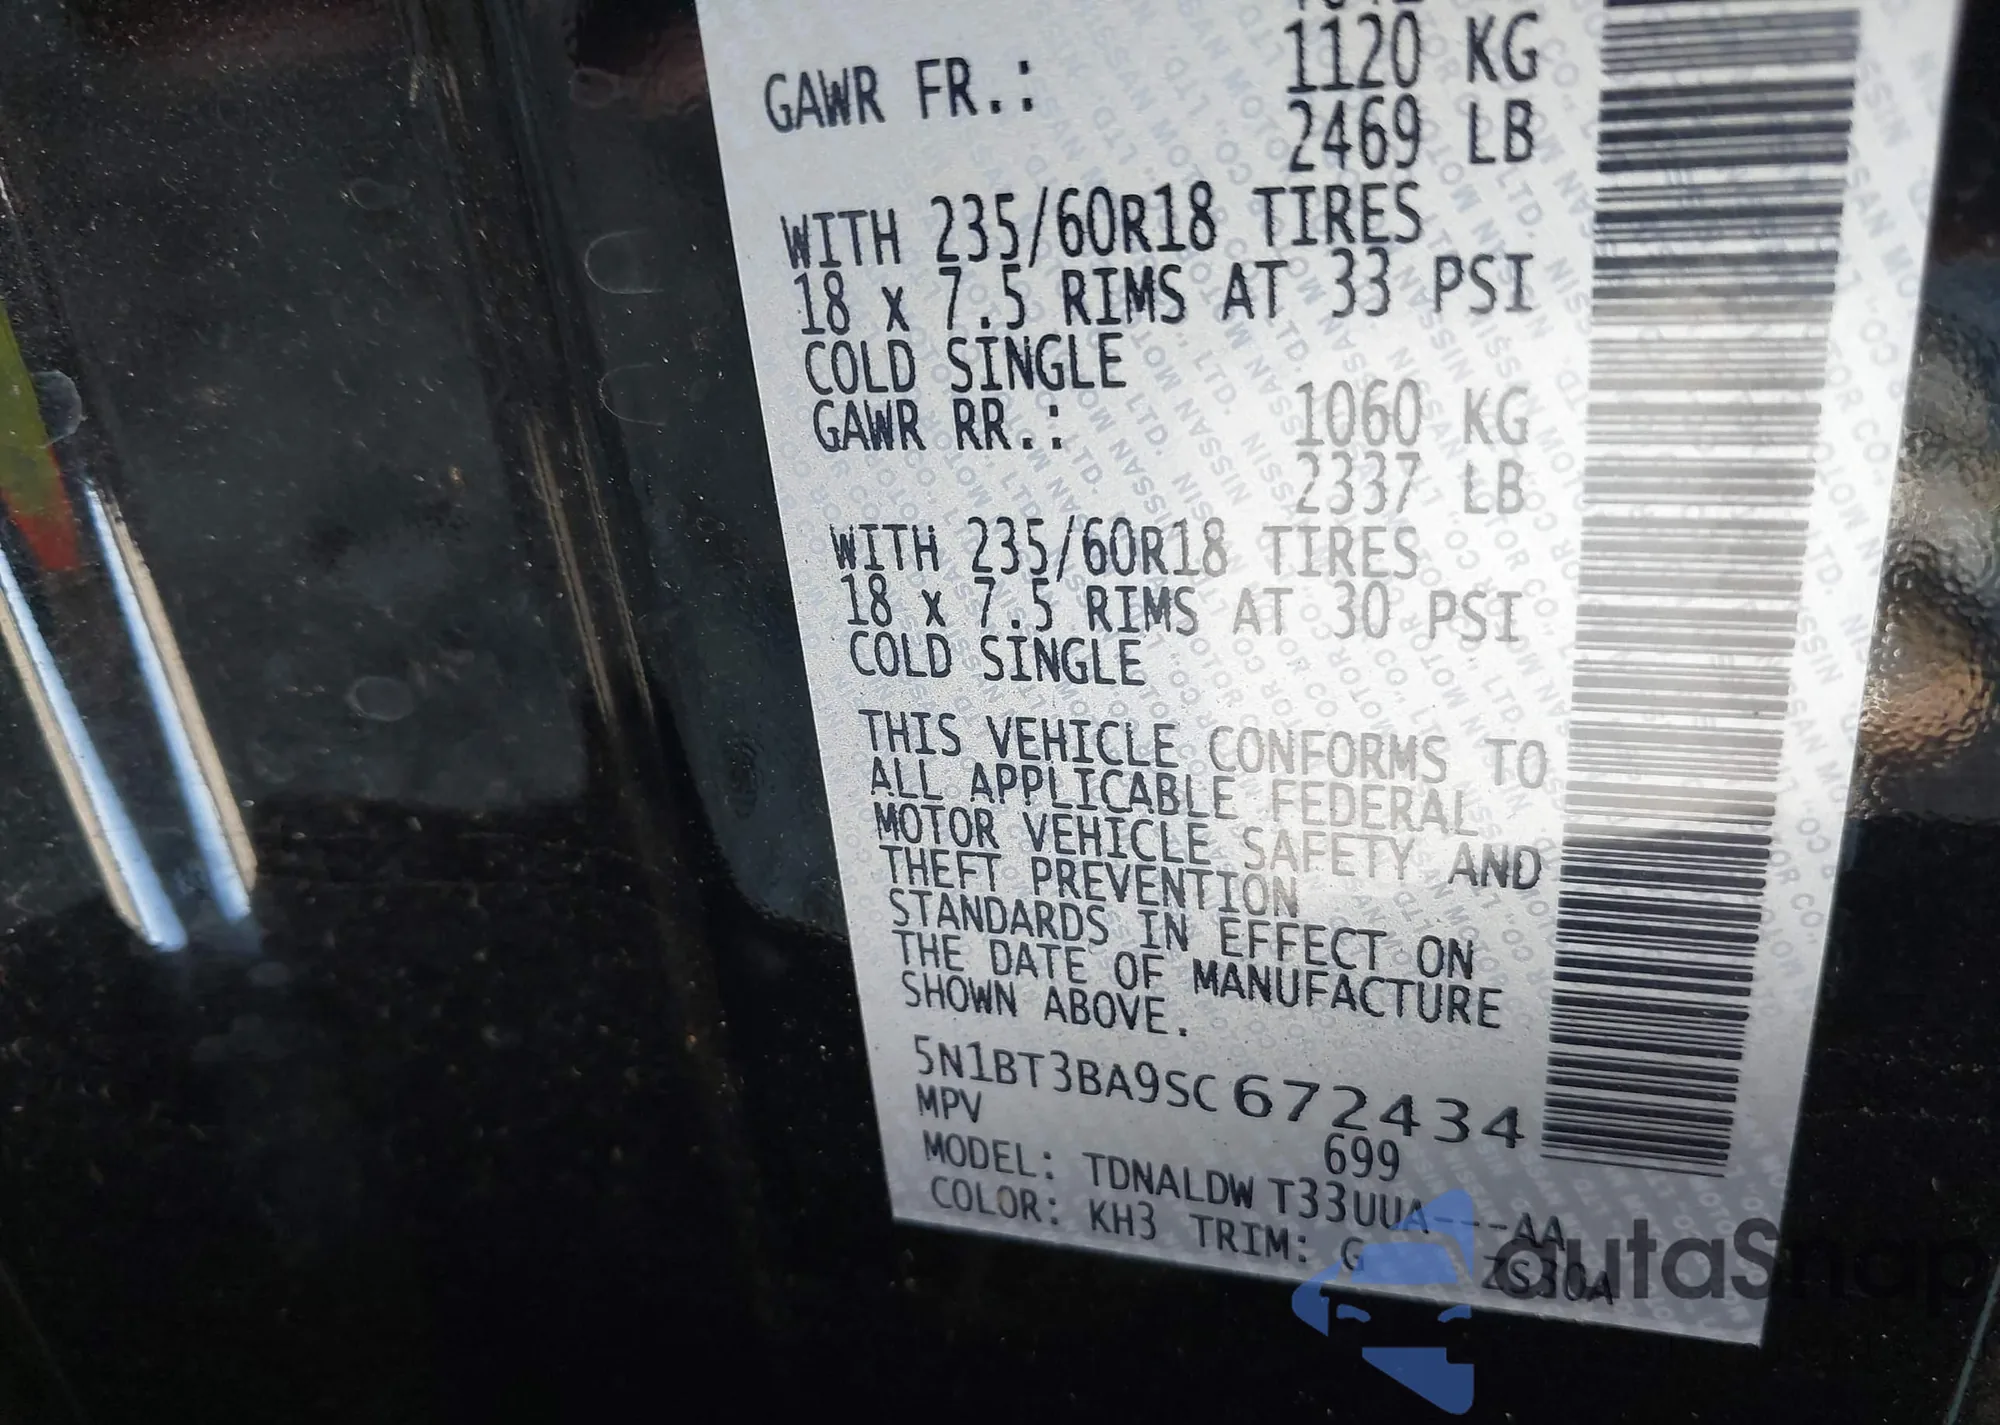 1120 KG
GAWR FR.: 2469 LB
WITH 235/60R18 TIRES
18 x 7.5 RIMS AT 33 PSI
COLD SINGLE
GAWR RR.: 1060 KG
2337 LB
WITH 235/60R18 TIRES
18 x 7.5 RIMS AT 30 PSI
COLD SINGLE
THIS VEHICLE CONFORMS TO
ALL APPLICABLE FEDERAL
MOTOR VEHICLE SAFETY AND
THEFT PREVENTION
STANDARDS IN EFFECT ON
THE DATE OF MANUFACTURE
SHOWN ABOVE.
5N1BT3BA9SC672434
MPV 699
MODEL: TDNALDW T33UUA---AA
COLOR: KH3 TRIM: G ZS30A
autaSnap